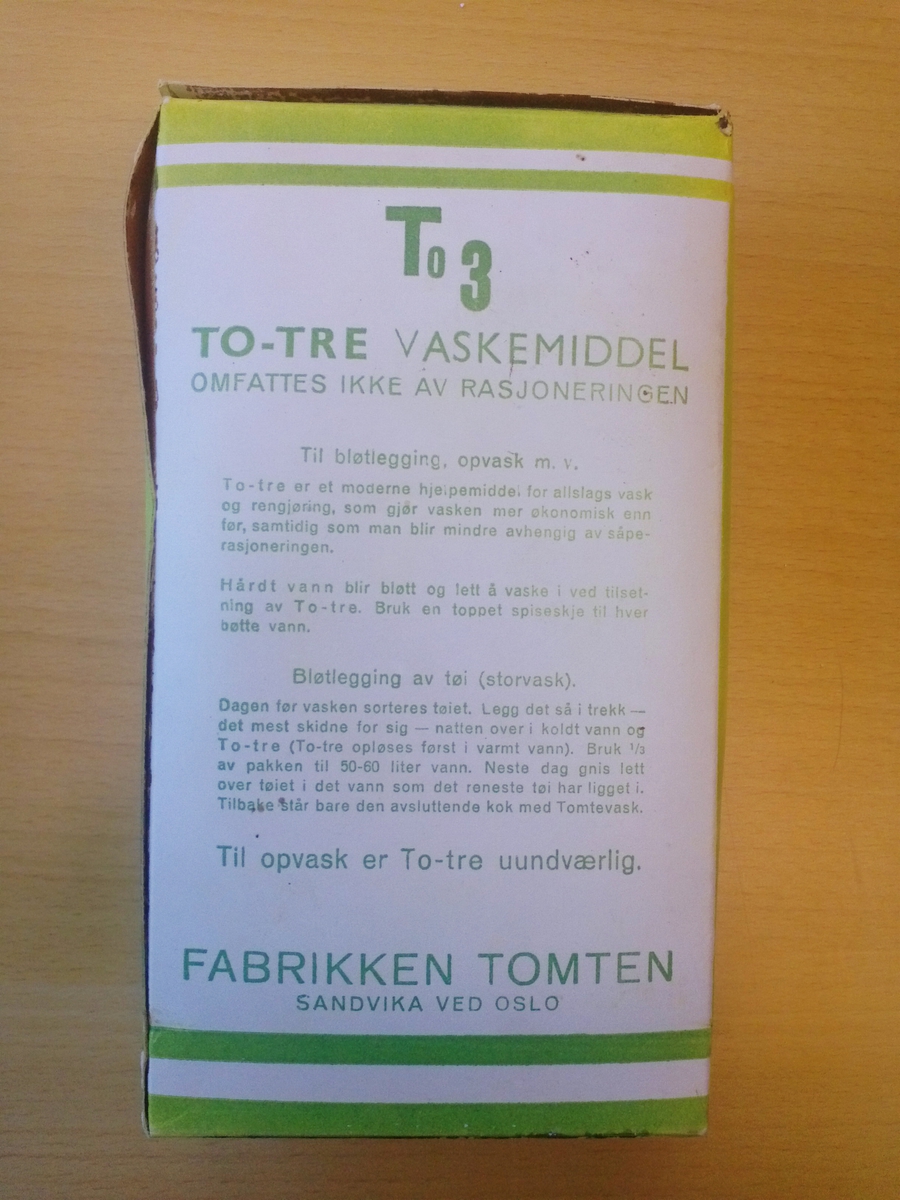 To 3
TO-TRE VASKEMIDDEL
OMFATTES IKKE AV RASJONERINGEN
Til bløtlegging, opvask m. v.
To-tre er et moderne hjelpemiddel for allslags vask
og rengjøring, som gjør vasken mer økonomisk enn
før, samtidig som man blir mindre avhengig av såpe-
rasjoneringen.
Hårdt vann blir bløtt og lett å vaske i ved tilset-
ning av To-tre. Bruk en toppet spiseskje til hver
bøtte vann.
Bløtlegging av tøi (storvask).
Dagen før vasken sorteres tøiet. Legg det så i trekk —
det mest skidne for sig — natten over i koldt vann og
To-tre (To-tre opløses først i varmt vann). Bruk ⅓
av pakken til 50-60 liter vann. Neste dag gnis lett
over tøiet i det vann som det reneste tøi har ligget i.
Tilbake står bare den avsluttende kok med Tomtevask.
Til opvask er To-tre uundværlig.
FABRIKKEN TOMTEN
SANDVIKA VED OSLO